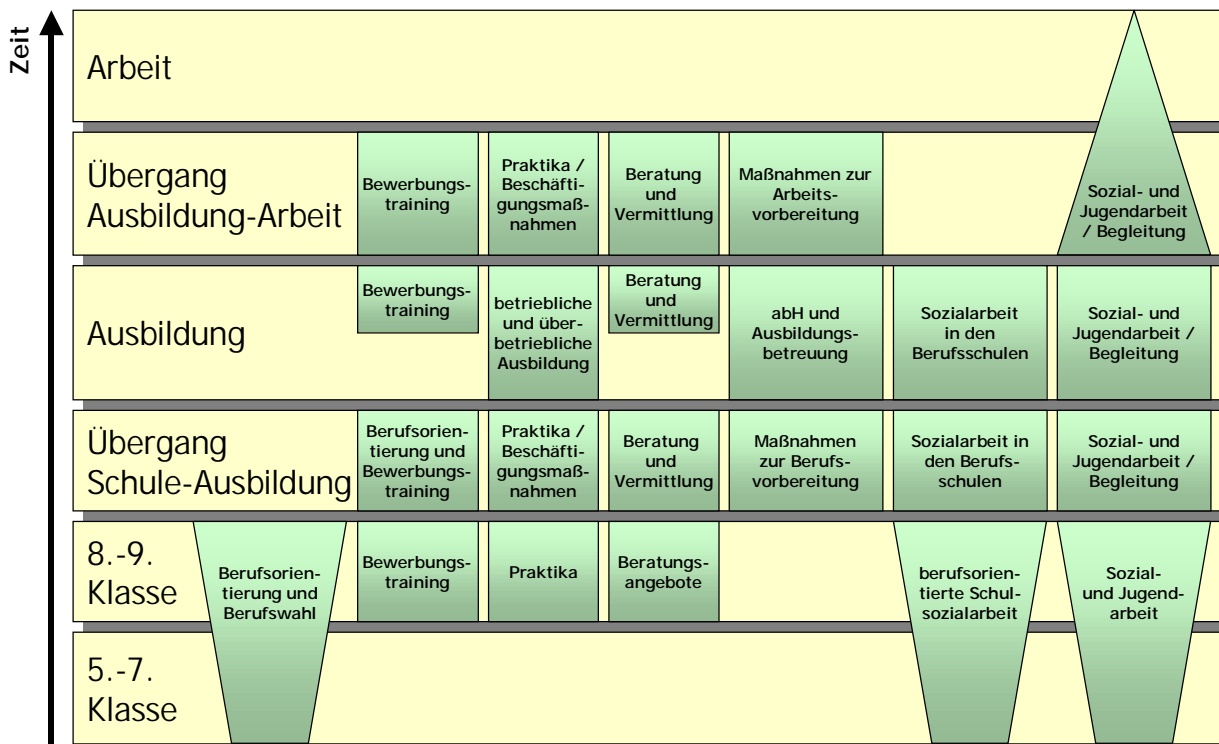 Zeit
Arbeit
Übergang
Ausbildung-Arbeit
Bewerbungs-
training
Praktika /
Beschäfti-
gungsmaß-
nahmen
Beratung
und
Vermittlung
Maßnahmen zur
Arbeits-
vorbereitung
Sozial- und
Jugendarbeit
/ Begleitung
Ausbildung
Bewerbungs-
training
betriebliche
und über-
betriebliche
Ausbildung
Beratung
und
Vermittlung
abH und
Ausbildungs-
betreuung
Sozialarbeit
in den
Berufsschulen
Sozial- und
Jugendarbeit /
Begleitung
Übergang
Schule-Ausbildung
Berufsorien-
tierung und
Bewerbungs-
training
Praktika /
Beschäfti-
gungsmaß-
nahmen
Beratung
und
Vermittlung
Maßnahmen
zur Berufs-
vorbereitung
Sozialarbeit in
den Berufs-
schulen
Sozial- und
Jugendarbeit /
Begleitung
8.-9.
Klasse
Berufsorien-
tierung und
Berufswahl
Bewerbungs-
training
Praktika
Beratungs-
angebote
berufsorien-
tierte Schul-
sozialarbeit
Sozial-
und Jugend-
arbeit
5.-7.
Klasse